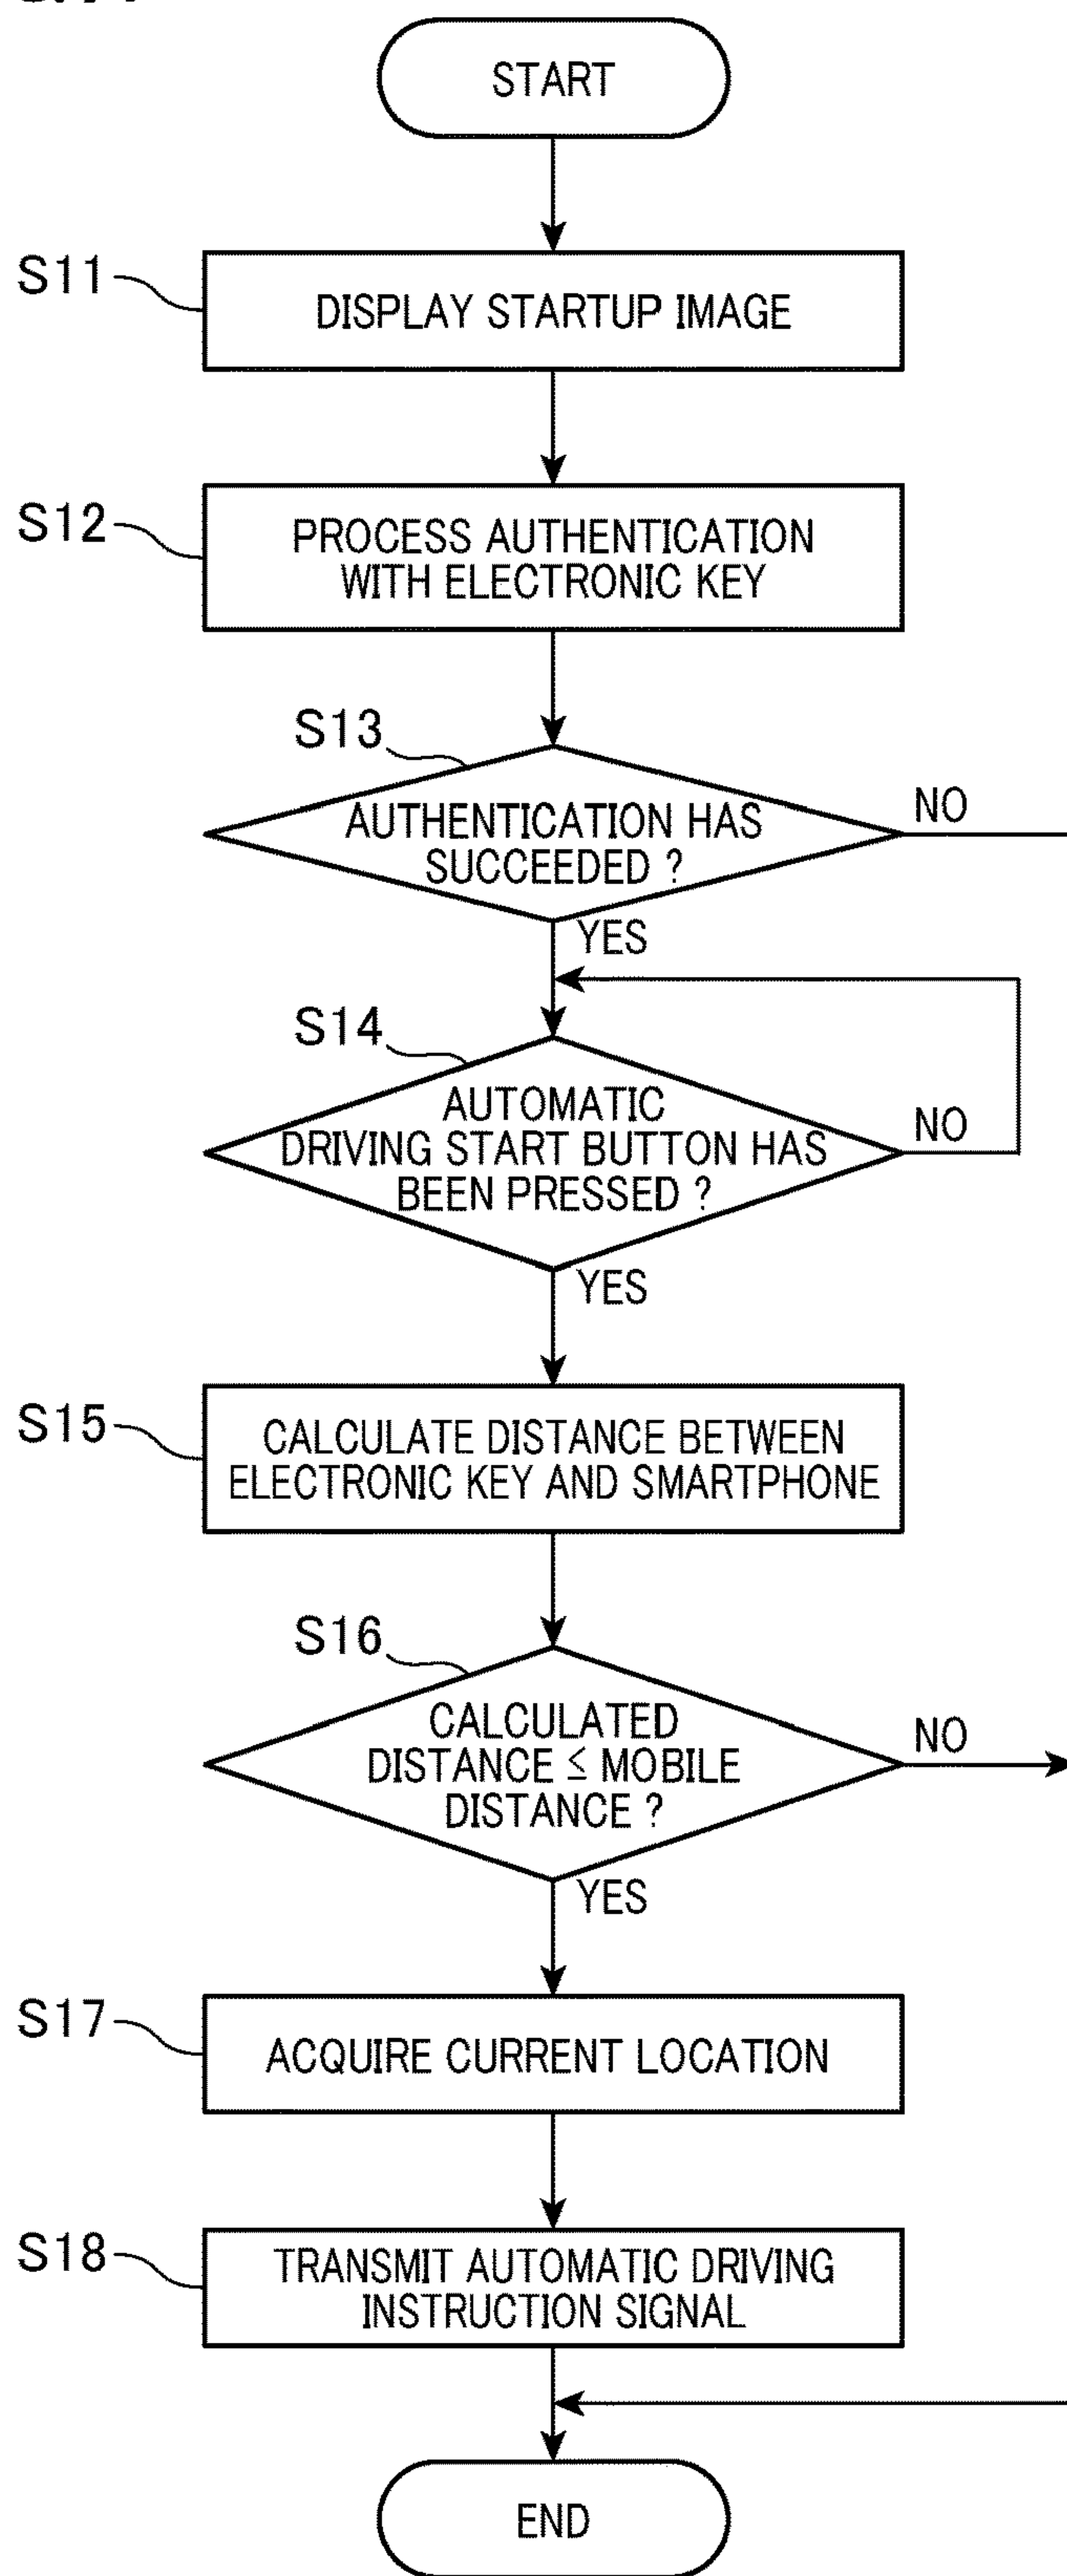 START
S11
DISPLAY STARTUP IMAGE
S12
PROCESS AUTHENTICATION
WITH ELECTRONIC KEY
S13
AUTHENTICATION HAS
SUCCEEDED ?
NO
YES
S14
AUTOMATIC
DRIVING START BUTTON HAS
BEEN PRESSED ?
NO
YES
S15
CALCULATE DISTANCE BETWEEN
ELECTRONIC KEY AND SMARTPHONE
S16
CALCULATED
DISTANCE ≦ MOBILE
DISTANCE ?
NO
YES
S17
ACQUIRE CURRENT LOCATION
S18
TRANSMIT AUTOMATIC DRIVING
INSTRUCTION SIGNAL
END